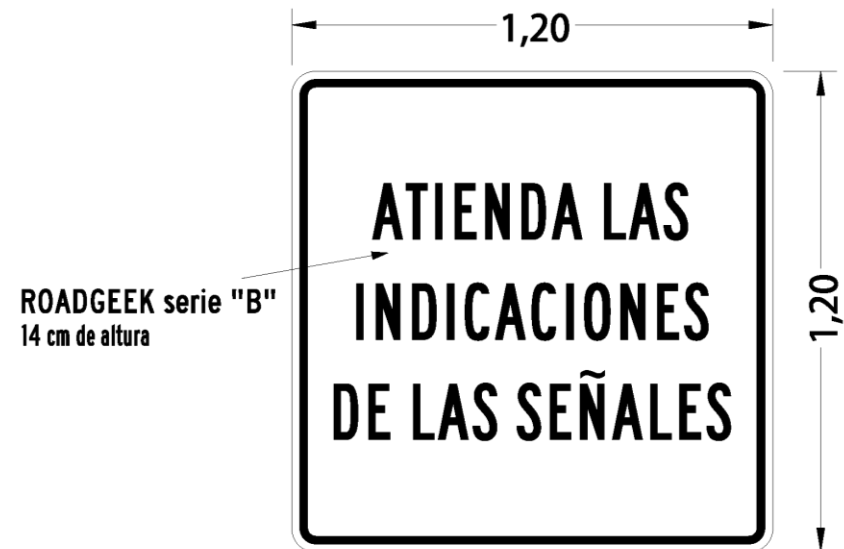 1,20
ATIENDA LAS
INDICACIONES
DE LAS SEÑALES
ROADGEEK serie "B"
14 cm de altura
1,20